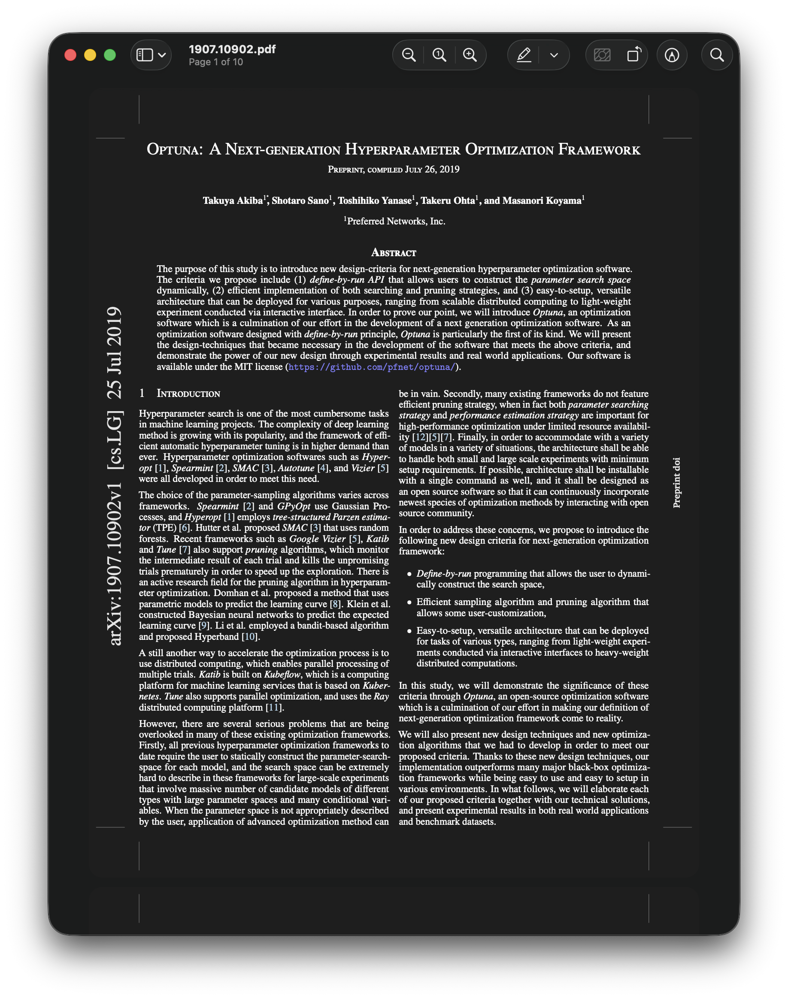 1907.10902.pdf
Page 1 of 10
OPTUNA: A NEXT-GENERATION HYPERPARAMETER OPTIMIZATION FRAMEWORK
PREPRINT, COMPILED JULY 26, 2019
Takuya Akiba1*, Shotaro Sano1, Toshihiko Yanase1, Takeru Ohta1, and Masanori Koyama1
1Preferred Networks, Inc.
ABSTRACT
The purpose of this study is to introduce new design-criteria for next-generation hyperparameter optimization software.
The criteria we propose include (1) define-by-run API that allows users to construct the parameter search space
dynamically, (2) efficient implementation of both searching and pruning strategies, and (3) easy-to-setup, versatile
architecture that can be deployed for various purposes, ranging from scalable distributed computing to light-weight
experiment conducted via interactive interface. In order to prove our point, we will introduce Optuna, an optimization
software which is a culmination of our effort in the development of a next generation optimization software. As an
optimization software designed with define-by-run principle, Optuna is particularly the first of its kind. We will present
the design-techniques that became necessary in the development of the software that meets the above criteria, and
demonstrate the power of our new design through experimental results and real world applications. Our software is
available under the MIT license (https://github.com/pfnet/optuna/).
arXiv:1907.10902v1 [cs.LG] 25 Jul 2019
1 INTRODUCTION
Hyperparameter search is one of the most cumbersome tasks
in machine learning projects. The complexity of deep learning
method is growing with its popularity, and the framework of effi-
cient automatic hyperparameter tuning is in higher demand than
ever. Hyperparameter optimization softwares such as Hyper-
opt [1], Spearmint [2], SMAC [3], Autotune [4], and Vizier [5]
were all developed in order to meet this need.
The choice of the parameter-sampling algorithms varies across
frameworks. Spearmint [2] and GPyOpt use Gaussian Pro-
cesses, and Hyperopt [1] employs tree-structured Parzen estima-
tor (TPE) [6]. Hutter et al. proposed SMAC [3] that uses random
forests. Recent frameworks such as Google Vizier [5], Katib
and Tune [7] also support pruning algorithms, which monitor
the intermediate result of each trial and kills the unpromising
trials prematurely in order to speed up the exploration. There is
an active research field for the pruning algorithm in hyperparam-
eter optimization. Domhan et al. proposed a method that uses
parametric models to predict the learning curve [8]. Klein et al.
constructed Bayesian neural networks to predict the expected
learning curve [9]. Li et al. employed a bandit-based algorithm
and proposed Hyperband [10].
A still another way to accelerate the optimization process is to
use distributed computing, which enables parallel processing of
multiple trials. Katib is built on Kubeflow, which is a computing
platform for machine learning services that is based on Kuber-
netes. Tune also supports parallel optimization, and uses the Ray
distributed computing platform [11].
However, there are several serious problems that are being
overlooked in many of these existing optimization frameworks.
Firstly, all previous hyperparameter optimization frameworks to
date require the user to statically construct the parameter-search-
space for each model, and the search space can be extremely
hard to describe in these frameworks for large-scale experiments
that involve massive number of candidate models of different
types with large parameter spaces and many conditional vari-
ables. When the parameter space is not appropriately described
by the user, application of advanced optimization method can
be in vain. Secondly, many existing frameworks do not feature
efficient pruning strategy, when in fact both parameter searching
strategy and performance estimation strategy are important for
high-performance optimization under limited resource availabil-
ity [12][5][7]. Finally, in order to accommodate with a variety
of models in a variety of situations, the architecture shall be able
to handle both small and large scale experiments with minimum
setup requirements. If possible, architecture shall be installable
with a single command as well, and it shall be designed as
an open source software so that it can continuously incorporate
newest species of optimization methods by interacting with open
source community.
In order to address these concerns, we propose to introduce the
following new design criteria for next-generation optimization
framework:
• Define-by-run programming that allows the user to dynami-
cally construct the search space,
• Efficient sampling algorithm and pruning algorithm that
allows some user-customization,
• Easy-to-setup, versatile architecture that can be deployed
for tasks of various types, ranging from light-weight experi-
ments conducted via interactive interfaces to heavy-weight
distributed computations.
In this study, we will demonstrate the significance of these
criteria through Optuna, an open-source optimization software
which is a culmination of our effort in making our definition of
next-generation optimization framework come to reality.
We will also present new design techniques and new optimiza-
tion algorithms that we had to develop in order to meet our
proposed criteria. Thanks to these new design techniques, our
implementation outperforms many major black-box optimiza-
tion frameworks while being easy to use and easy to setup in
various environments. In what follows, we will elaborate each
of our proposed criteria together with our technical solutions,
and present experimental results in both real world applications
and benchmark datasets.
Preprint doi